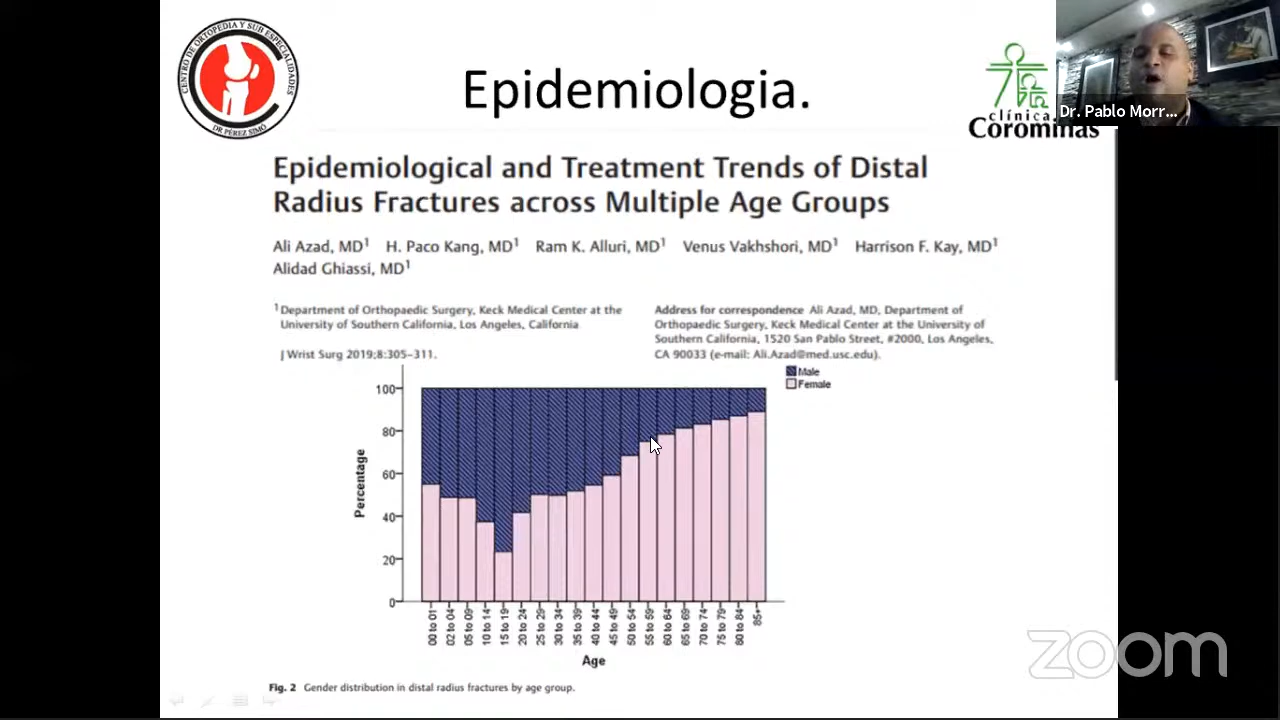 CENTRO DE ORTOPEDIA Y SUB ESPECIALIDADES
DR PÉREZ SIMÓ
Epidemiologia.
clínica
Corominas
Dr. Pablo Morr...
Epidemiological and Treatment Trends of Distal
Radius Fractures across Multiple Age Groups
Ali Azad, MD1 H. Paco Kang, MD1 Ram K. Alluri, MD1 Venus Vakhshori, MD1 Harrison F. Kay, MD1
Alidad Ghiassi, MD1
1 Department of Orthopaedic Surgery, Keck Medical Center at the
University of Southern California, Los Angeles, California
J Wrist Surg 2019;8:305–311.
Address for correspondence Ali Azad, MD, Department of
Orthopaedic Surgery, Keck Medical Center at the University of
Southern California, 1520 San Pablo Street, #2000, Los Angeles,
CA 90033 (e-mail: Ali.Azad@med.usc.edu).
Male
Female
100
80
60
40
20
0
Percentage
00 to 01
02 to 04
05 to 09
10 to 14
15 to 19
20 to 24
25 to 29
30 to 34
35 to 39
40 to 44
45 to 49
50 to 54
55 to 59
60 to 64
65 to 69
70 to 74
75 to 79
80 to 84
85+
Age
Fig. 2 Gender distribution in distal radius fractures by age group.
zoom